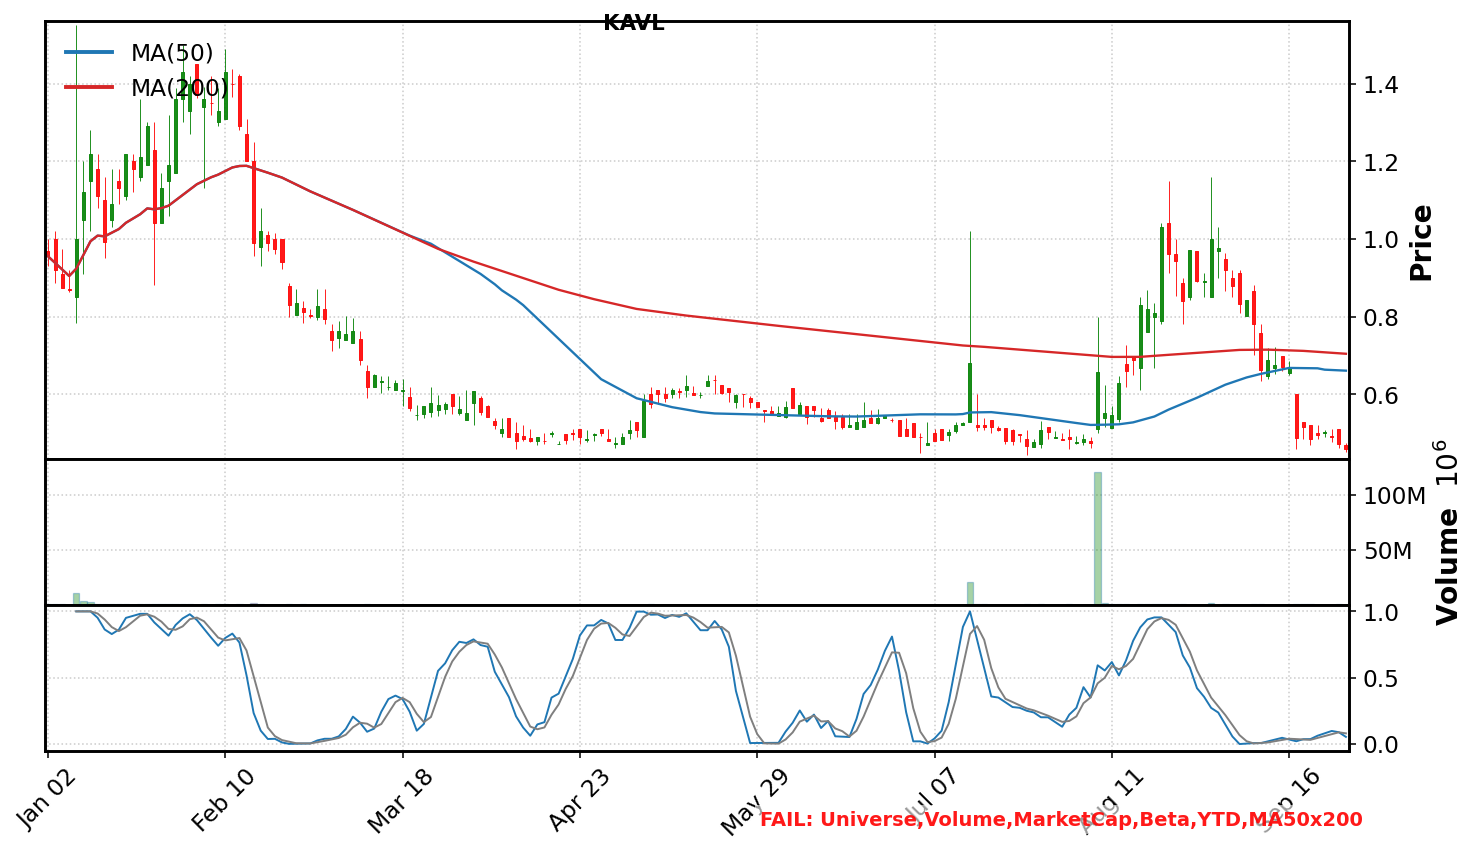 KAVL
MA(50)
MA(200)
1.4
1.2
1.0
0.8
0.6
Price
100M
50M
Volume 10^6
1.0
0.5
0.0
Jan 02
Feb 10
Mar 18
Apr 23
May 29
Jul 07
Aug 11
Sep 16
FAIL: Universe,Volume,MarketCap,Beta,YTD,MA50x200